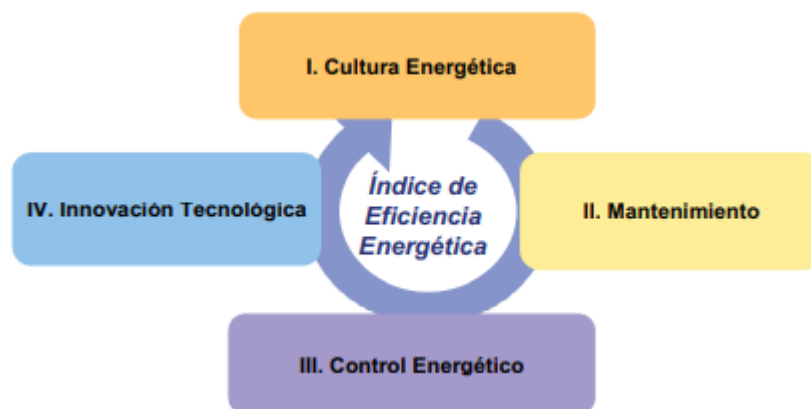 I. Cultura Energética
IV. Innovación Tecnológica
Índice de
Eficiencia
Energética
II. Mantenimiento
III. Control Energético